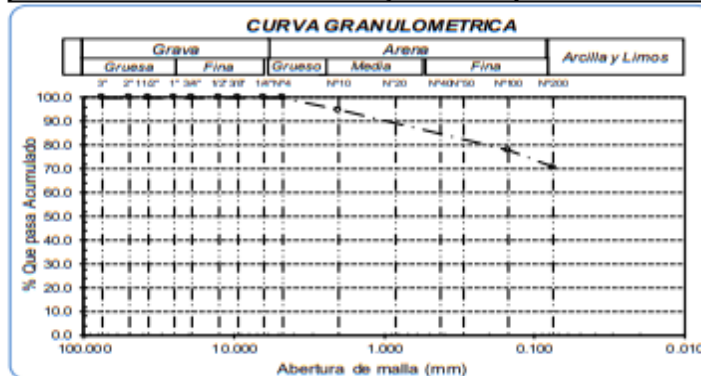 CURVA GRANULOMETRICA
Grava Arena Arcilla y Limos
Gruesa Fina Grueso Media Fina
3" 2" 1 1/2" 1" 3/4" 1/2" 3/8" 1/4" N°4 N°10 N°20 N°40 N°50 N°100 N°200
% Que pasa Acumulado
100.0
90.0
80.0
70.0
60.0
50.0
40.0
30.0
20.0
10.0
0.0
100.000 10.000 1.000 0.100 0.010
Abertura de malla (mm)